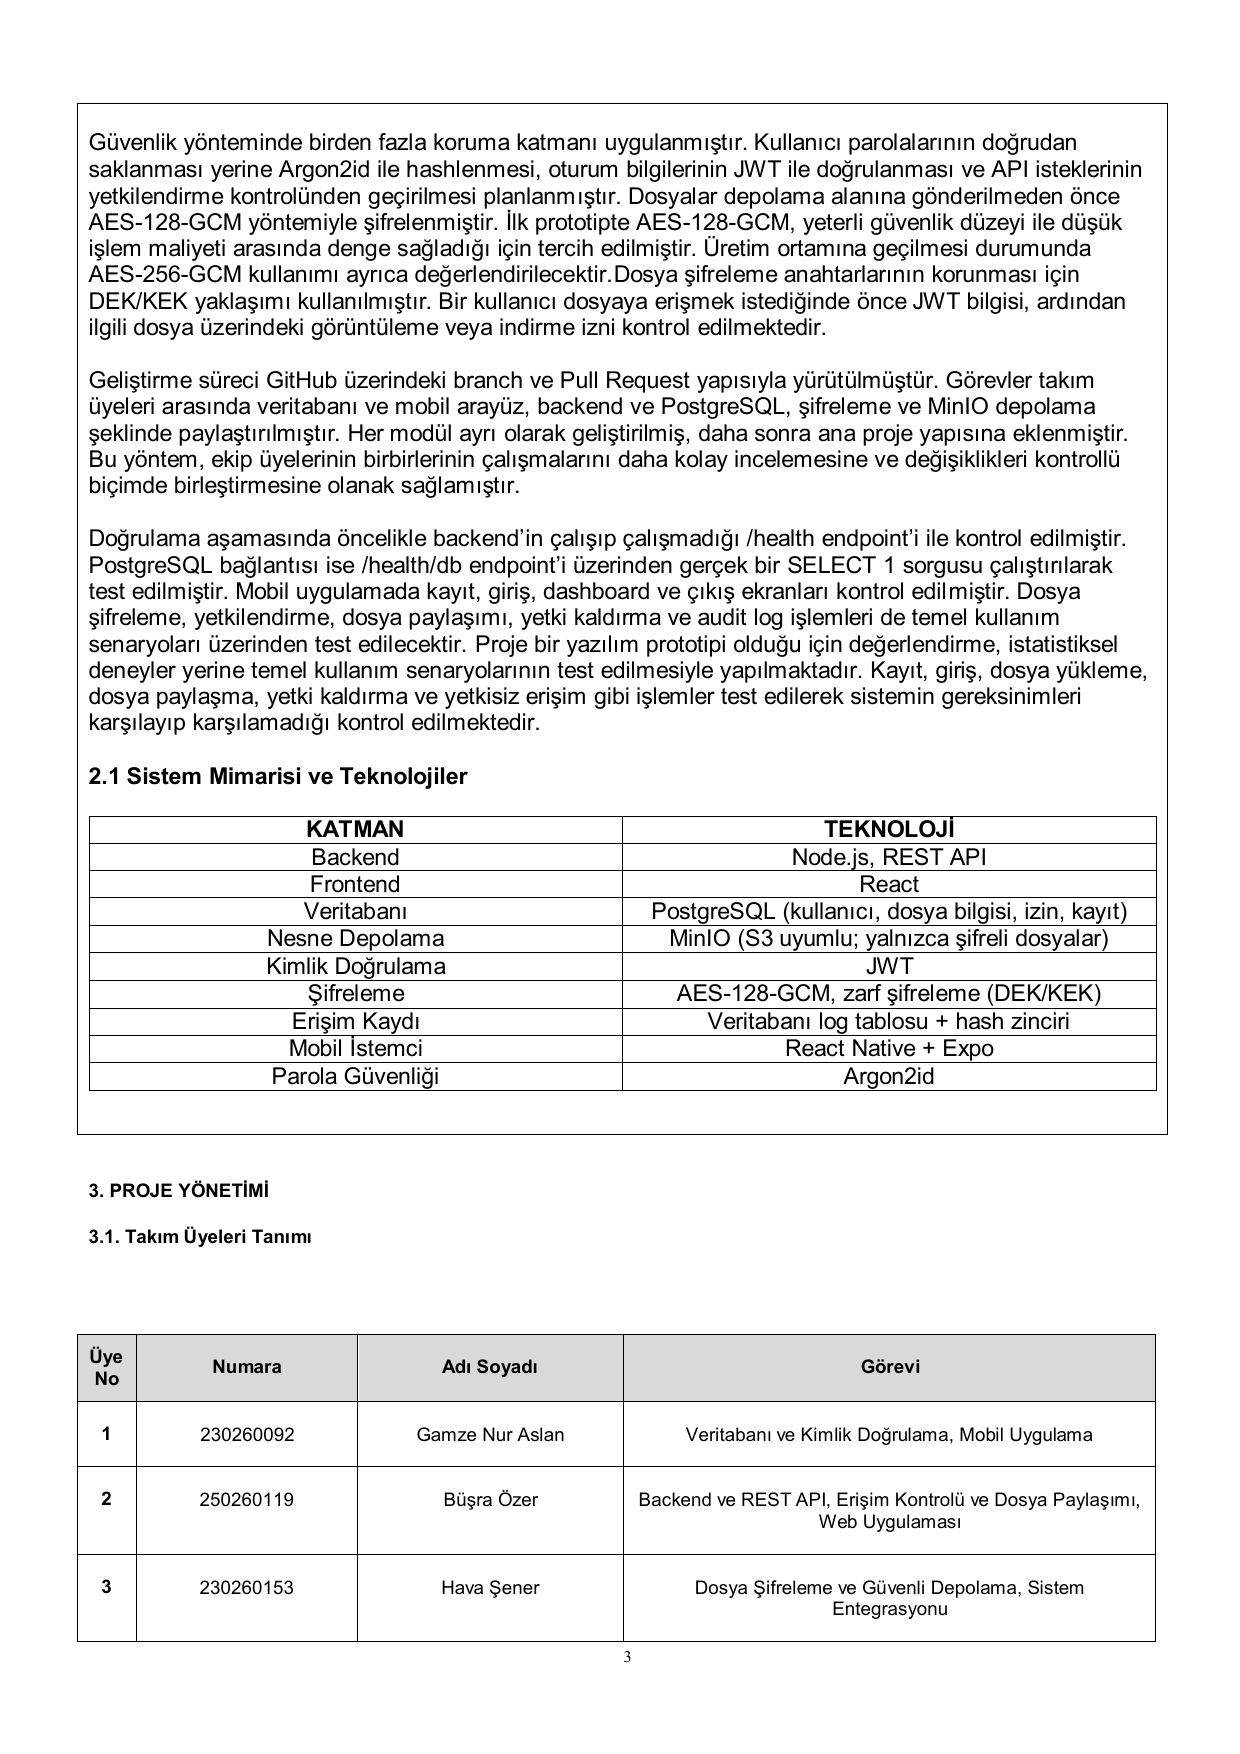 Güvenlik yönteminde birden fazla koruma katmanı uygulanmıştır. Kullanıcı parolalarının doğrudan
saklanması yerine Argon2id ile hashlenmesi, oturum bilgilerinin JWT ile doğrulanması ve API isteklerinin
yetkilendirme kontrolünden geçirilmesi planlanmıştır. Dosyalar depolama alanına gönderilmeden önce
AES-128-GCM yöntemiyle şifrelenmiştir. İlk prototipte AES-128-GCM, yeterli güvenlik düzeyi ile düşük
işlem maliyeti arasında denge sağladığı için tercih edilmiştir. Üretim ortamına geçilmesi durumunda
AES-256-GCM kullanımı ayrıca değerlendirilecektir.Dosya şifreleme anahtarlarının korunması için
DEK/KEK yaklaşımı kullanılmıştır. Bir kullanıcı dosyaya erişmek istediğinde önce JWT bilgisi, ardından
ilgili dosya üzerindeki görüntüleme veya indirme izni kontrol edilmektedir.
Geliştirme süreci GitHub üzerindeki branch ve Pull Request yapısıyla yürütülmüştür. Görevler takım
üyeleri arasında veritabanı ve mobil arayüz, backend ve PostgreSQL, şifreleme ve MinIO depolama
şeklinde paylaştırılmıştır. Her modül ayrı olarak geliştirilmiş, daha sonra ana proje yapısına eklenmiştir.
Bu yöntem, ekip üyelerinin birbirlerinin çalışmalarını daha kolay incelemesine ve değişiklikleri kontrollü
biçimde birleştirmesine olanak sağlamıştır.
Doğrulama aşamasında öncelikle backend’in çalışıp çalışmadığı /health endpoint’i ile kontrol edilmiştir.
PostgreSQL bağlantısı ise /health/db endpoint’i üzerinden gerçek bir SELECT 1 sorgusu çalıştırılarak
test edilmiştir. Mobil uygulamada kayıt, giriş, dashboard ve çıkış ekranları kontrol edilmiştir. Dosya
şifreleme, yetkilendirme, dosya paylaşımı, yetki kaldırma ve audit log işlemleri de temel kullanım
senaryoları üzerinden test edilecektir. Proje bir yazılım prototipi olduğu için değerlendirme, istatistiksel
deneyler yerine temel kullanım senaryolarının test edilmesiyle yapılmaktadır. Kayıt, giriş, dosya yükleme,
dosya paylaşma, yetki kaldırma ve yetkisiz erişim gibi işlemler test edilerek sistemin gereksinimleri
karşılayıp karşılamadığı kontrol edilmektedir.
2.1 Sistem Mimarisi ve Teknolojiler
KATMAN TEKNOLOJİ
Backend Node.js, REST API
Frontend React
Veritabanı PostgreSQL (kullanıcı, dosya bilgisi, izin, kayıt)
Nesne Depolama MinIO (S3 uyumlu; yalnızca şifreli dosyalar)
Kimlik Doğrulama JWT
Şifreleme AES-128-GCM, zarf şifreleme (DEK/KEK)
Erişim Kaydı Veritabanı log tablosu + hash zinciri
Mobil İstemci React Native + Expo
Parola Güvenliği Argon2id
3. PROJE YÖNETİMİ
3.1. Takım Üyeleri Tanımı
Üye
No Numara Adı Soyadı Görevi
1 230260092 Gamze Nur Aslan Veritabanı ve Kimlik Doğrulama, Mobil Uygulama
2 250260119 Büşra Özer Backend ve REST API, Erişim Kontrolü ve Dosya Paylaşımı,
Web Uygulaması
3 230260153 Hava Şener Dosya Şifreleme ve Güvenli Depolama, Sistem
Entegrasyonu
3